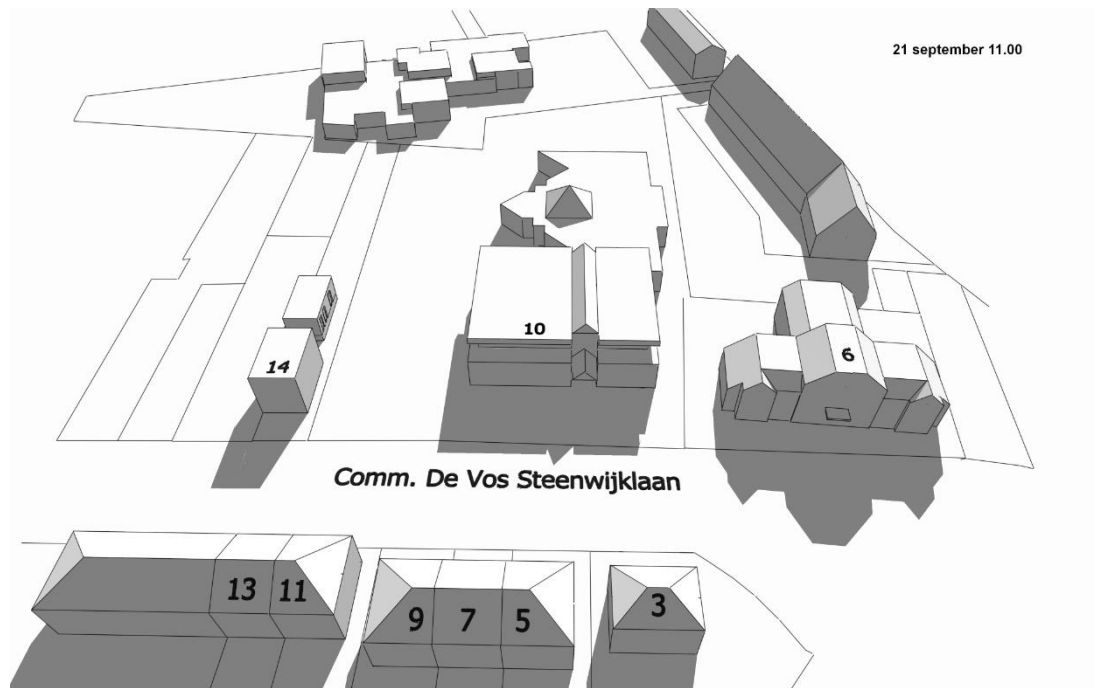 21 september 11.00
10
6
14
Comm. De Vos Steenwijklaan
13 11
9 7 5
3